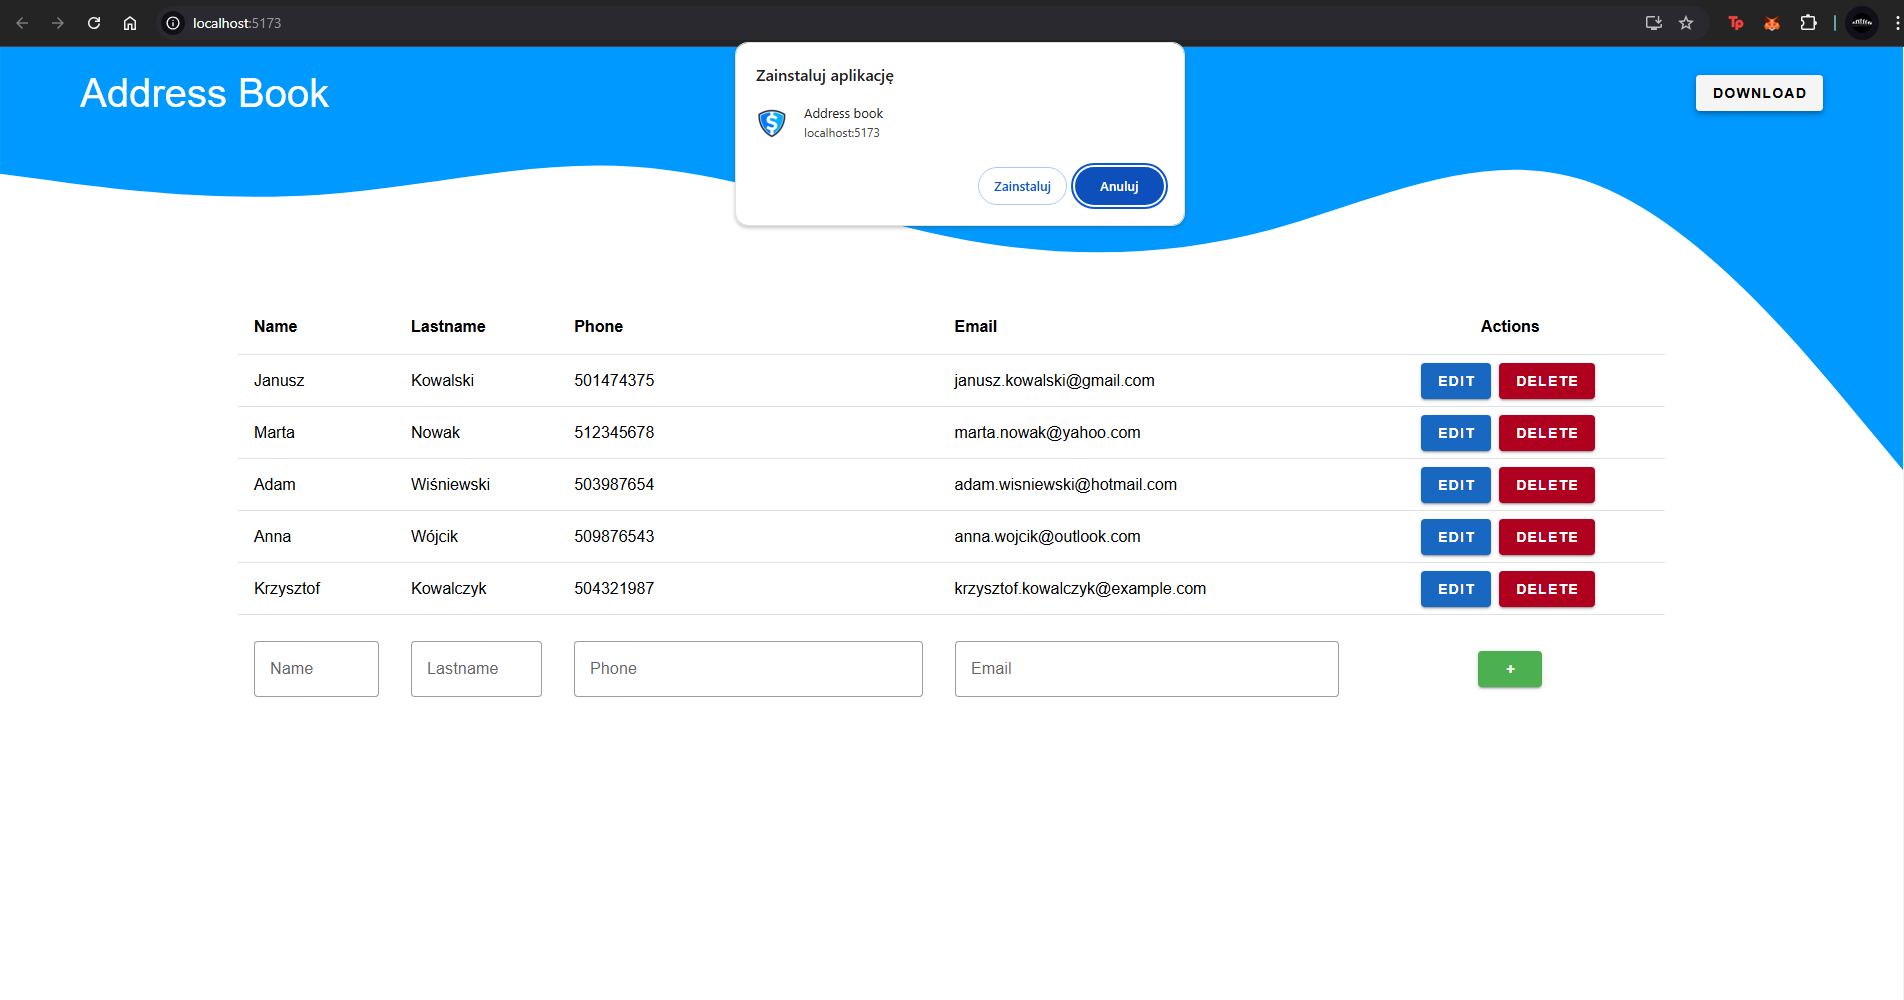 localhost:5173
Tp
Address Book
DOWNLOAD
Zainstaluj aplikację
Address book
localhost:5173
Zainstaluj Anuluj
Name Lastname Phone Email Actions
Janusz Kowalski 501474375 janusz.kowalski@gmail.com EDIT DELETE
Marta Nowak 512345678 marta.nowak@yahoo.com EDIT DELETE
Adam Wiśniewski 503987654 adam.wisniewski@hotmail.com EDIT DELETE
Anna Wójcik 509876543 anna.wojcik@outlook.com EDIT DELETE
Krzysztof Kowalczyk 504321987 krzysztof.kowalczyk@example.com EDIT DELETE
Name Lastname Phone Email +